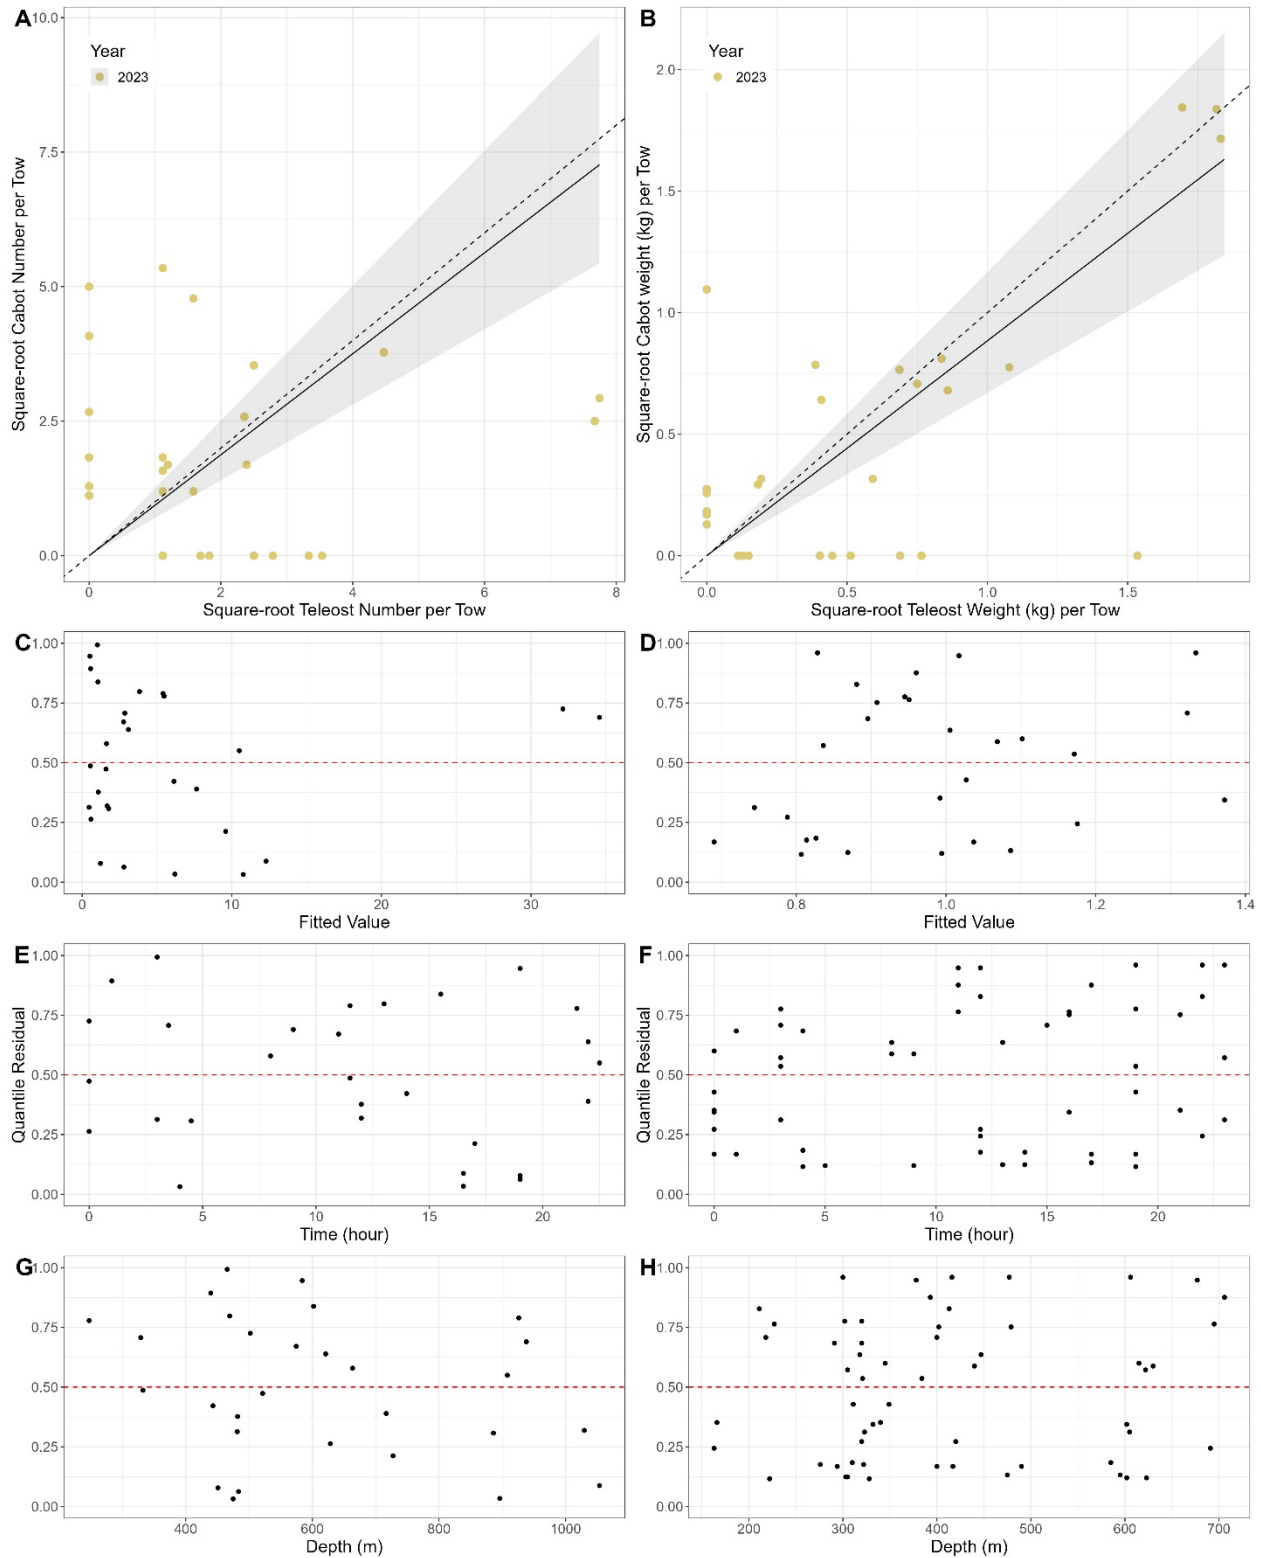 A
B
Year
2023
Year
2023
10.0
7.5
5.0
2.5
0.0
2.0
1.5
1.0
0.5
0.0
Square-root Cabot Number per Tow
Square-root Cabot weight (kg) per Tow
0 2 4 6 8
0.0 0.5 1.0 1.5
Square-root Teleost Number per Tow
Square-root Teleost Weight (kg) per Tow
C
D
1.00
0.75
0.50
0.25
0.00
1.00
0.75
0.50
0.25
0.00
0 10 20 30
0.8 1.0 1.2 1.4
Fitted Value
Fitted Value
E
F
1.00
0.75
0.50
0.25
0.00
1.00
0.75
0.50
0.25
0.00
Quantile Residual
Quantile Residual
0 5 10 15 20
0 5 10 15 20
Time (hour)
Time (hour)
G
H
1.00
0.75
0.50
0.25
0.00
1.00
0.75
0.50
0.25
0.00
400 600 800 1000
200 300 400 500 600 700
Depth (m)
Depth (m)